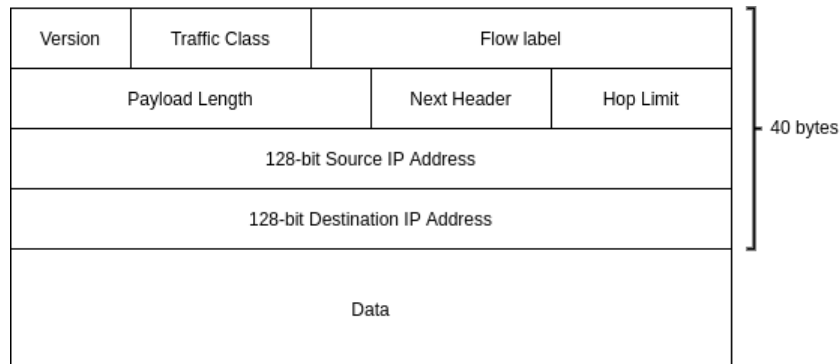 Version Traffic Class Flow label
Payload Length Next Header Hop Limit
40 bytes
128-bit Source IP Address
128-bit Destination IP Address
Data